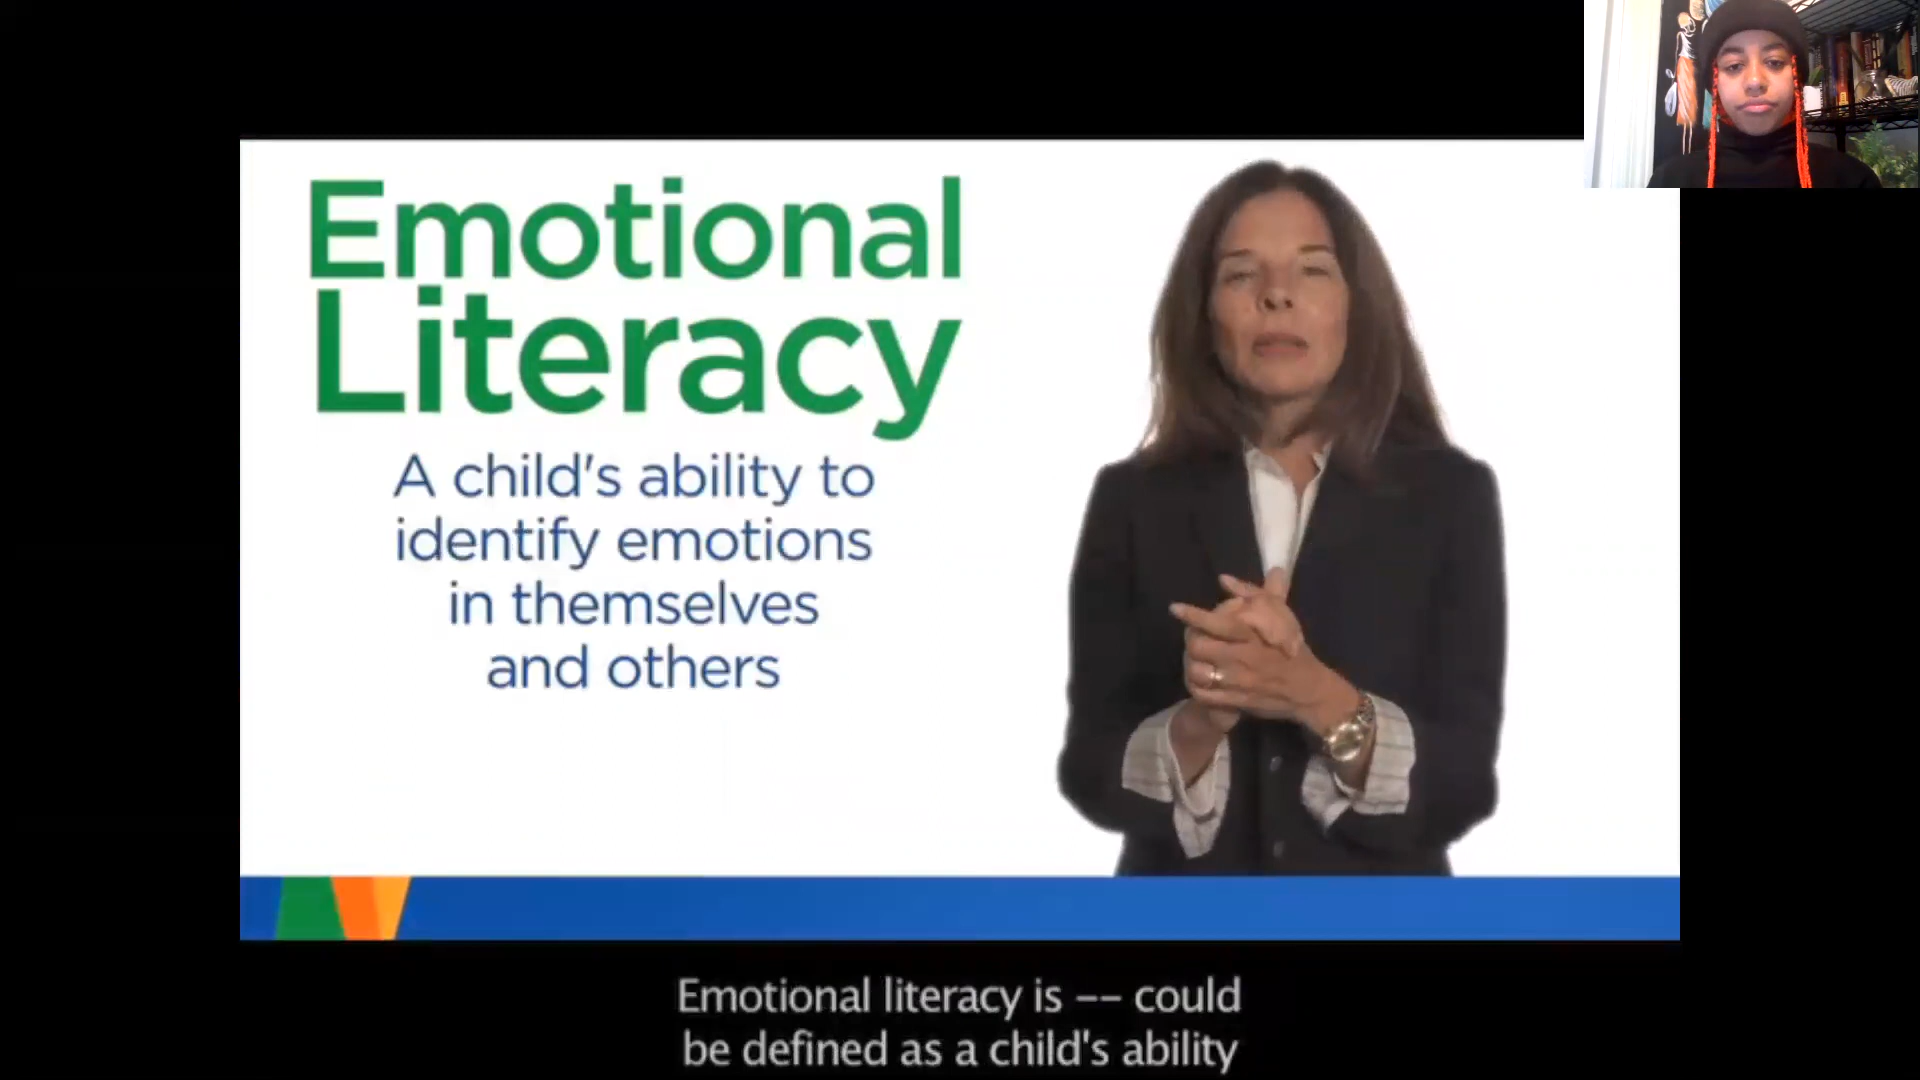 Emotional
Literacy
A child's ability to
identify emotions
in themselves
and others
Emotional literacy is -- could
be defined as a child's ability